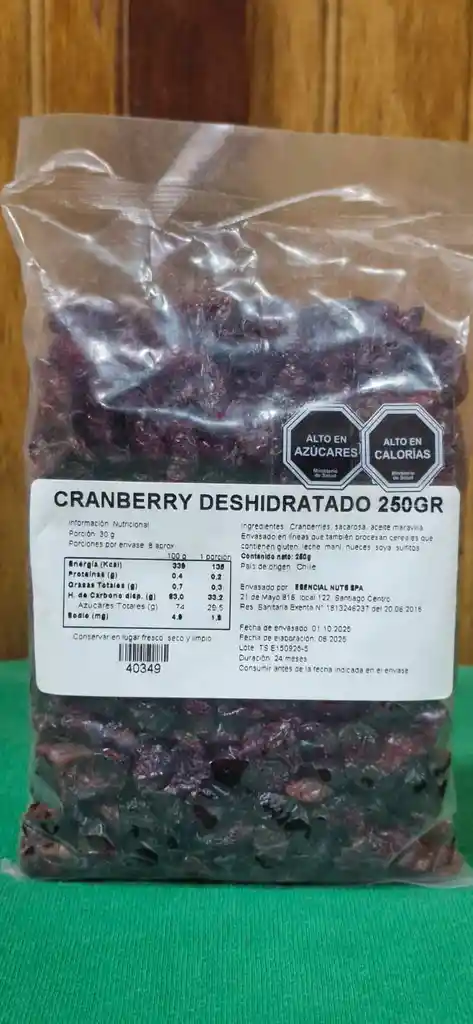 ALTO EN
AZÚCARES
Ministerio
de Salud
ALTO EN
CALORÍAS
Ministerio
de Salud
CRANBERRY DESHIDRATADO 250GR
Información Nutricional
Porción: 30 g
Porciones por envase: 8 aprox
100 g 1 porción
Energía (Kcal) 339 136
Proteínas (g) 0,4 0,2
Grasas Totales (g) 0,7 0,3
H. de Carbono disp. (g) 83,0 33,2
Azúcares Totales (g) 74 29,6
Sodio (mg) 4,9 1,9
Conservar en lugar fresco, seco y limpio
40349
Ingredientes: Cranberries, sacarosa, aceite maravilla
Envasado en líneas que también procesan cereales que
contienen gluten, leche, maní, nueces, soya, sulfitos
Contenido neto: 250g
País de origen: Chile
Envasado por: ESENCIAL NUTS SPA
21 de Mayo 816, local 122, Santiago Centro
Res. Sanitaria Exenta N° 1813246237 del 20.06.2018
Fecha de envasado: 01.10.2025
Fecha de elaboración: 06.2025
Lote: TS E150925-5
Duración: 24 meses
Consumir antes de la fecha indicada en el envase